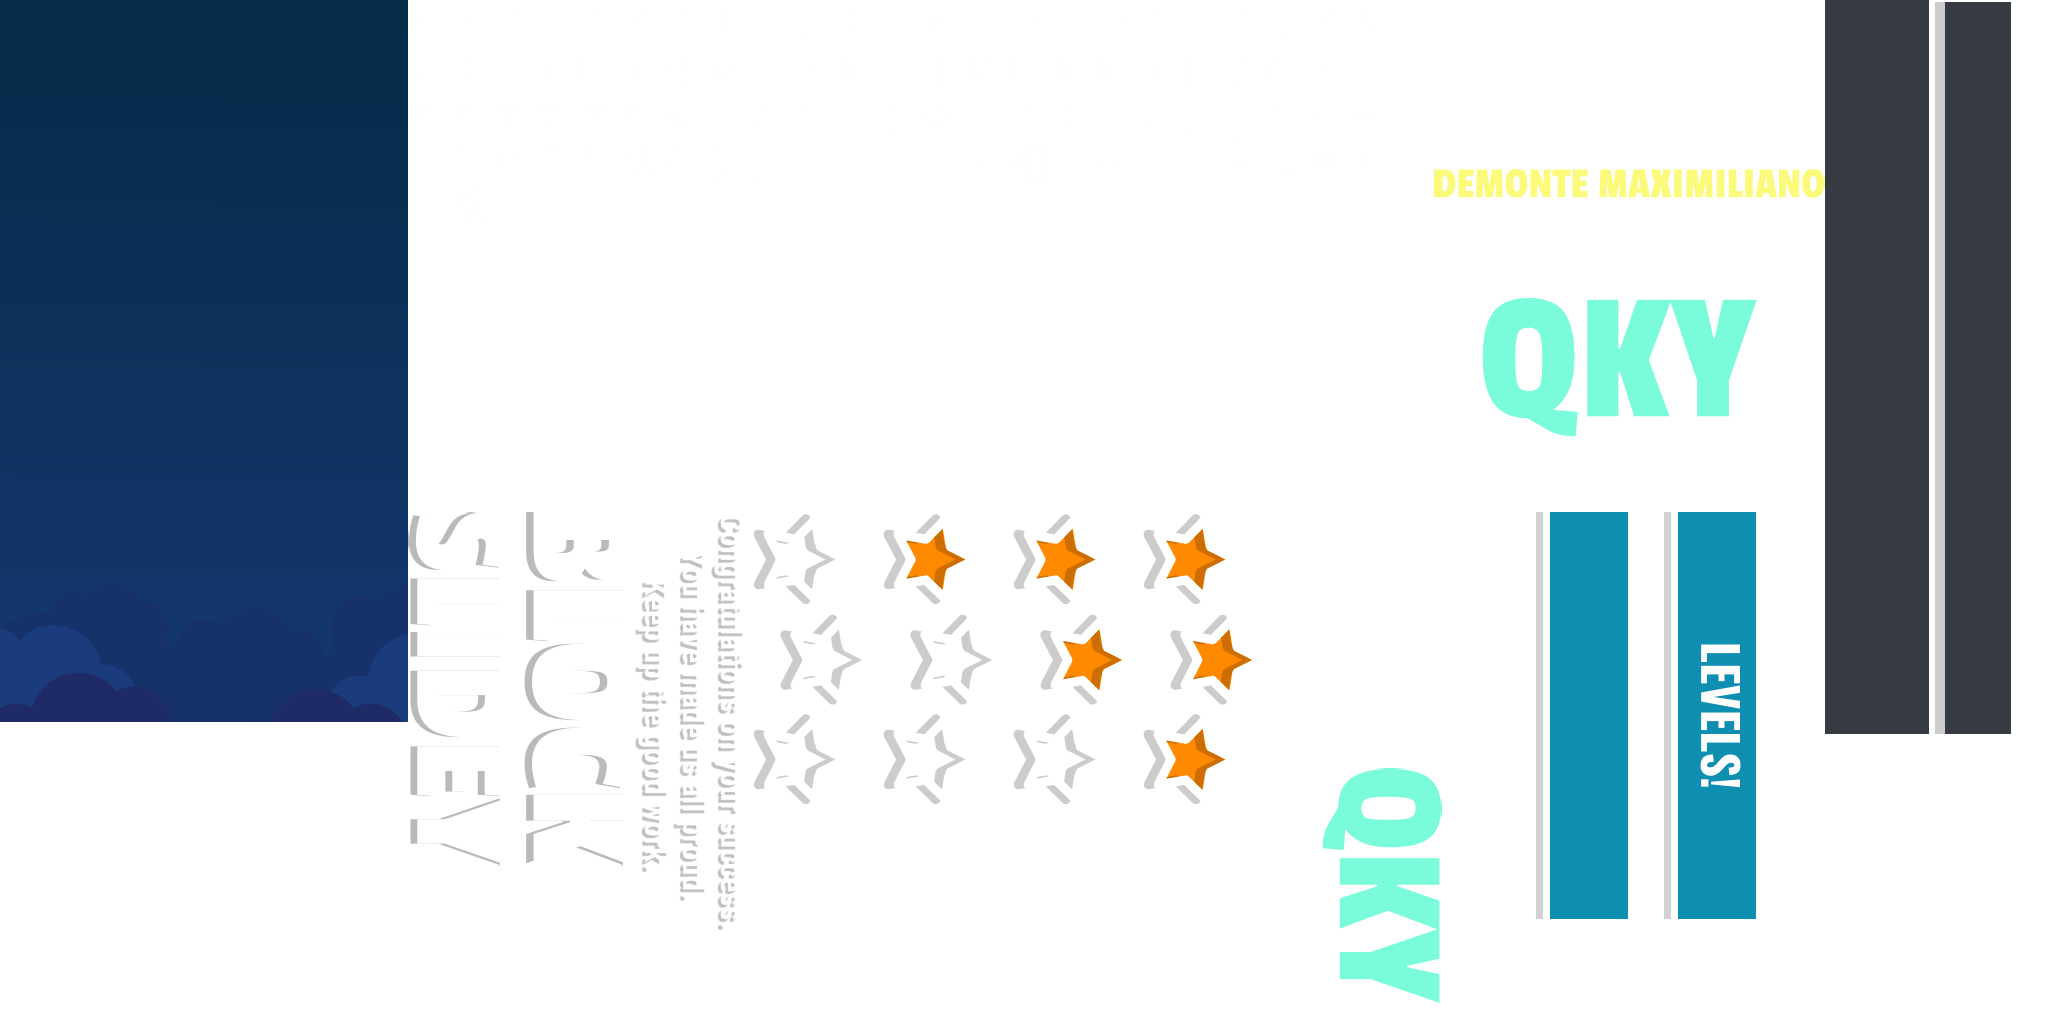 DEMONTE MAXIMILIANO
QKY
SLIDEY
BLOCK
Congratulations on your success.
You have made us all proud.
Keep up the good work.
QKY
LEVELS!